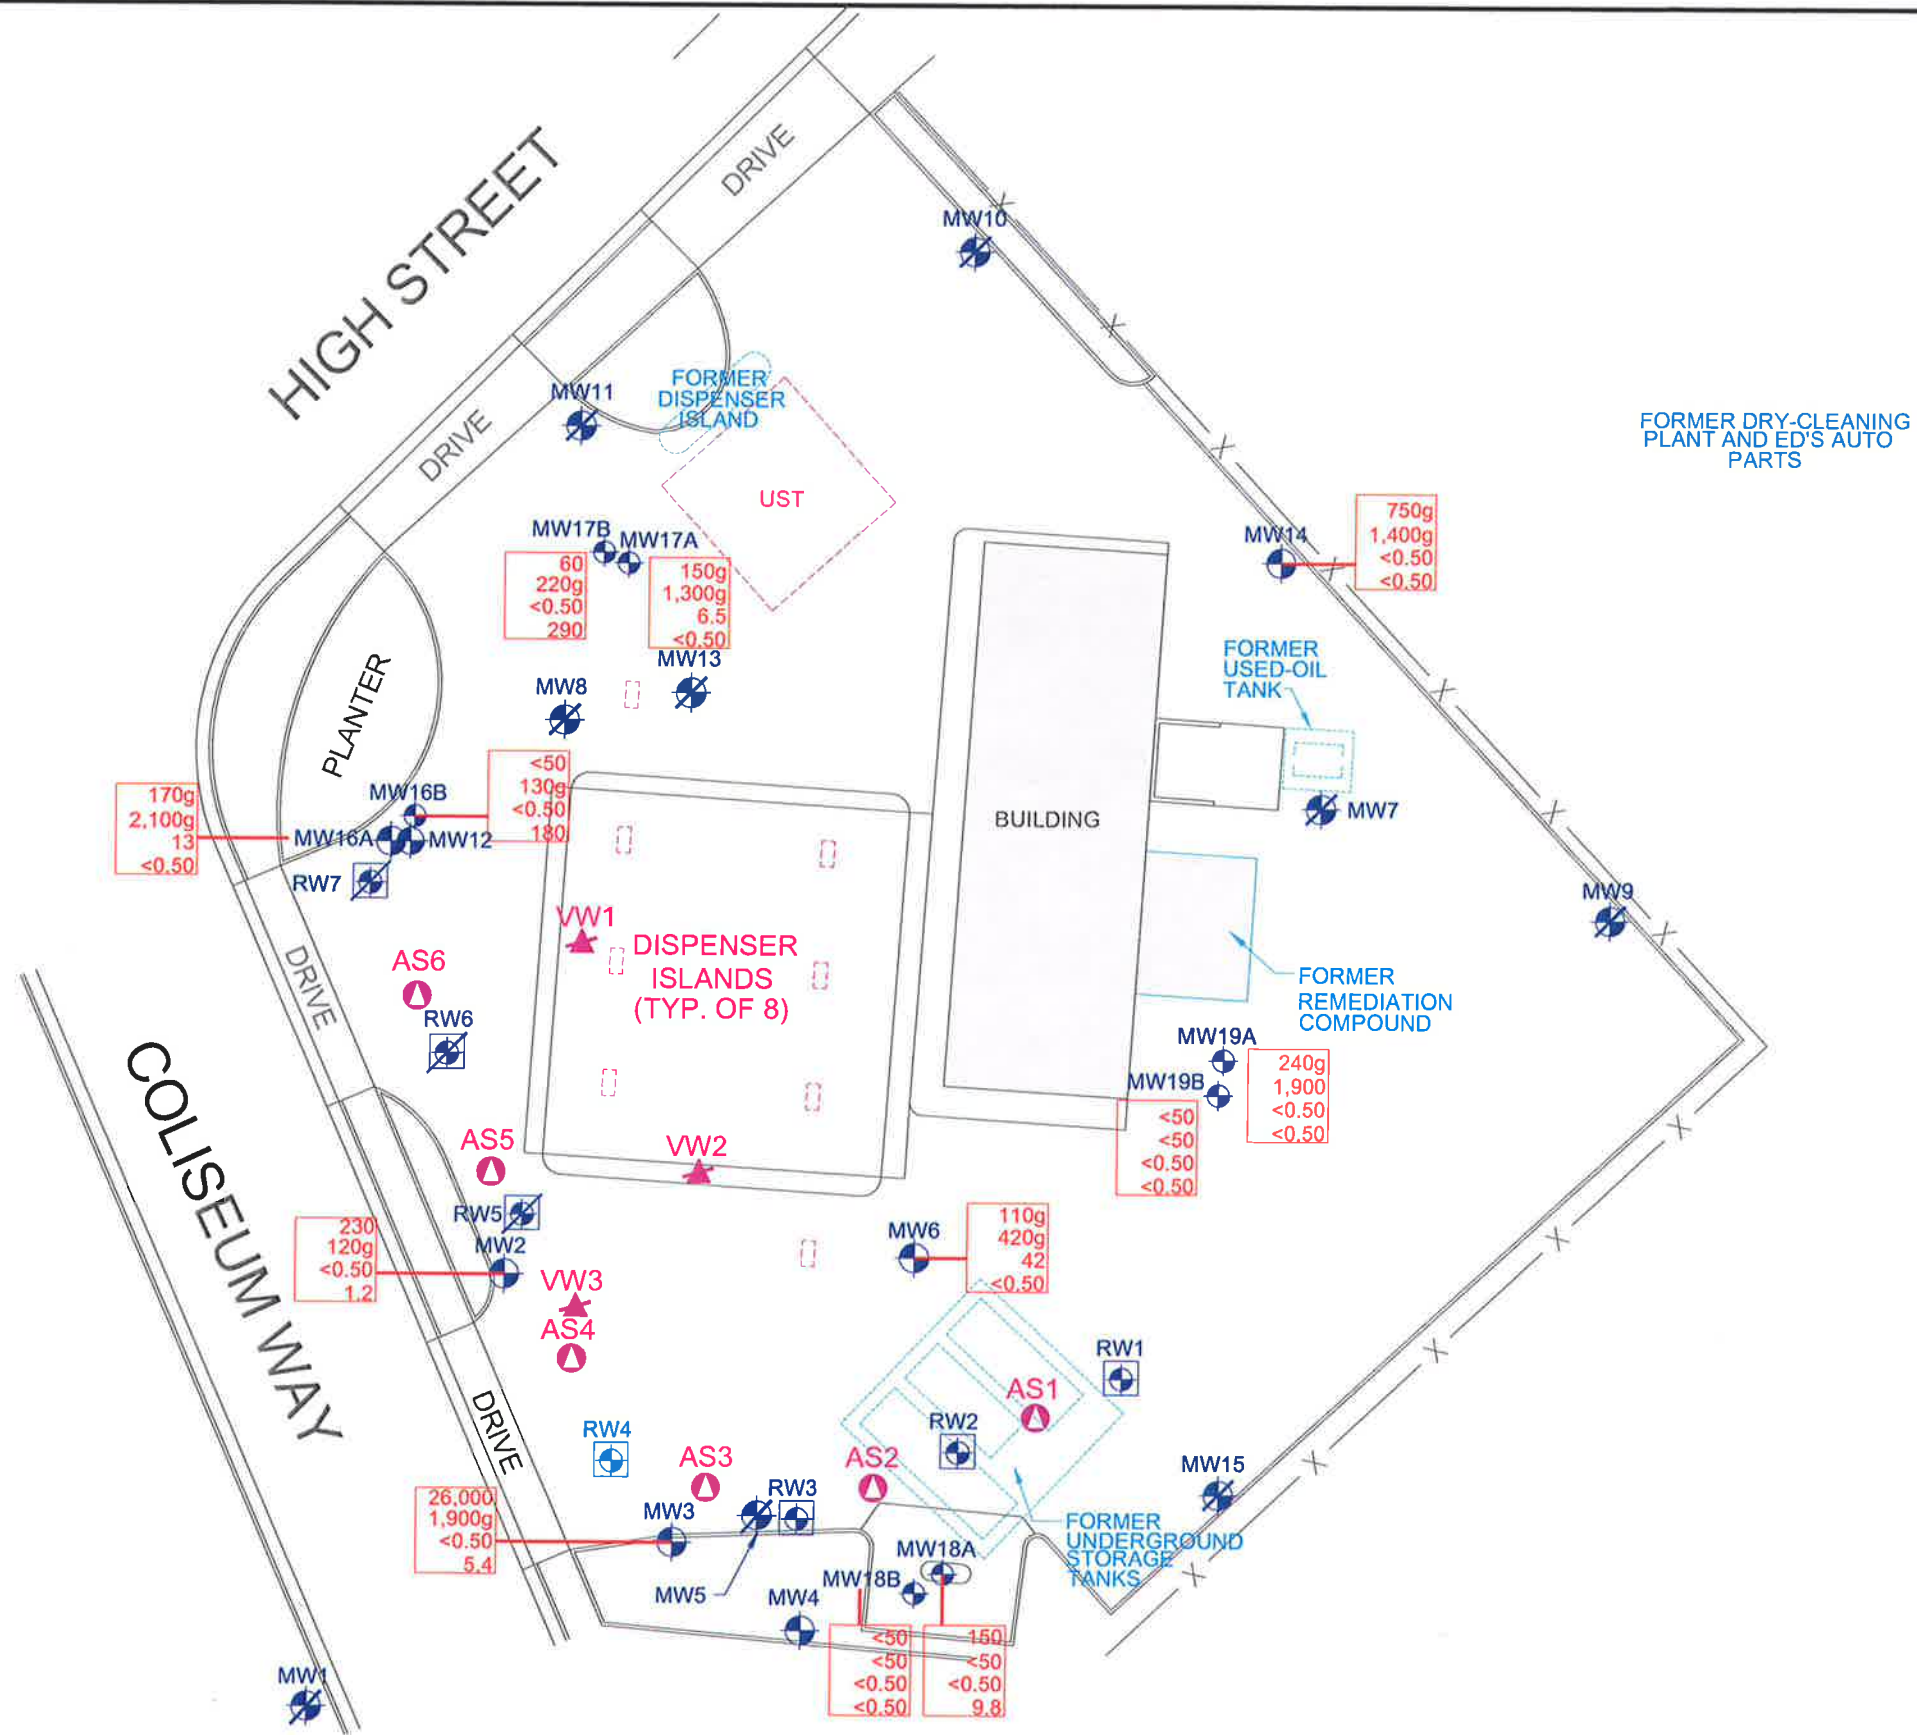 HIGH STREET
DRIVE
MW10
MW11
FORMER
DISPENSER
ISLAND
DRIVE
FORMER DRY-CLEANING
PLANT AND ED'S AUTO
PARTS
UST
MW17B
MW17A
60
220g
<0.50
290
150g
1,300g
6.5
<0.50
MW14
750g
1,400g
<0.50
<0.50
MW13
MW8
PLANTER
FORMER
USED-OIL
TANK
MW7
BUILDING
<50
130g
<0.50
180
170g
2,100g
13
<0.50
MW16B
MW16A
MW12
RW7
MW9
VW1
DISPENSER
ISLANDS
(TYP. OF 8)
AS6
RW6
DRIVE
FORMER
REMEDIATION
COMPOUND
COLISEUM WAY
MW19A
MW19B
240g
1,900
<0.50
<0.50
<50
<50
<0.50
<0.50
AS5
VW2
RW5
MW2
230
120g
<0.50
1.2
MW6
110g
420g
42
<0.50
VW3
AS4
RW1
AS1
RW2
DRIVE
RW4
AS3
AS2
MW15
RW3
MW3
26,000
1,900g
<0.50
5.4
FORMER
UNDERGROUND
STORAGE
TANKS
MW18A
MW18B
MW5
MW4
<50
<50
<0.50
<0.50
150
<50
<0.50
9.8
MW1
X
X
X
X
X
X
X
X
X
X
X
X